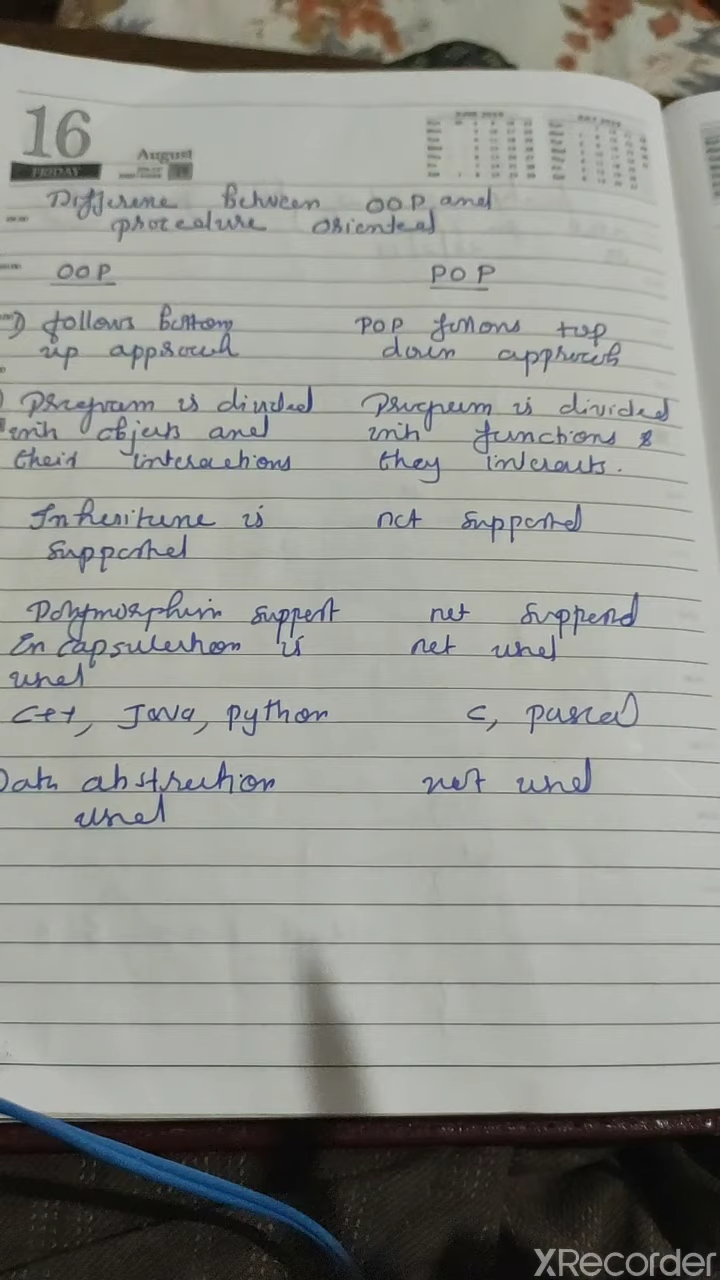 16
FRIDAY
August
Difference between OOP and
procedure oriented
OOP POP
1) follows bottom POP follows top
up approach down approach
Program is divided Program is divided
into objects and into functions &
their interactions they interacts.
Inheritance is not supported
supported
Polymorphism support not support
Encapsulation is not used
used
C++, Java, python C, pascal
Data abstraction not used
used
XRecorder